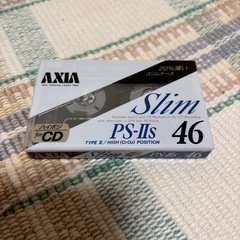 AXIA
20%薄い
スリムケース
Slim
ハイポジ
for CD
PS-IIs 46
TYPE II / HIGH (CrO₂) POSITION